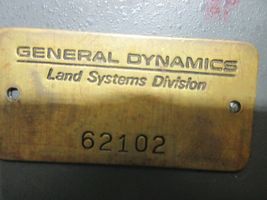 GENERAL DYNAMICS
Land Systems Division
62102